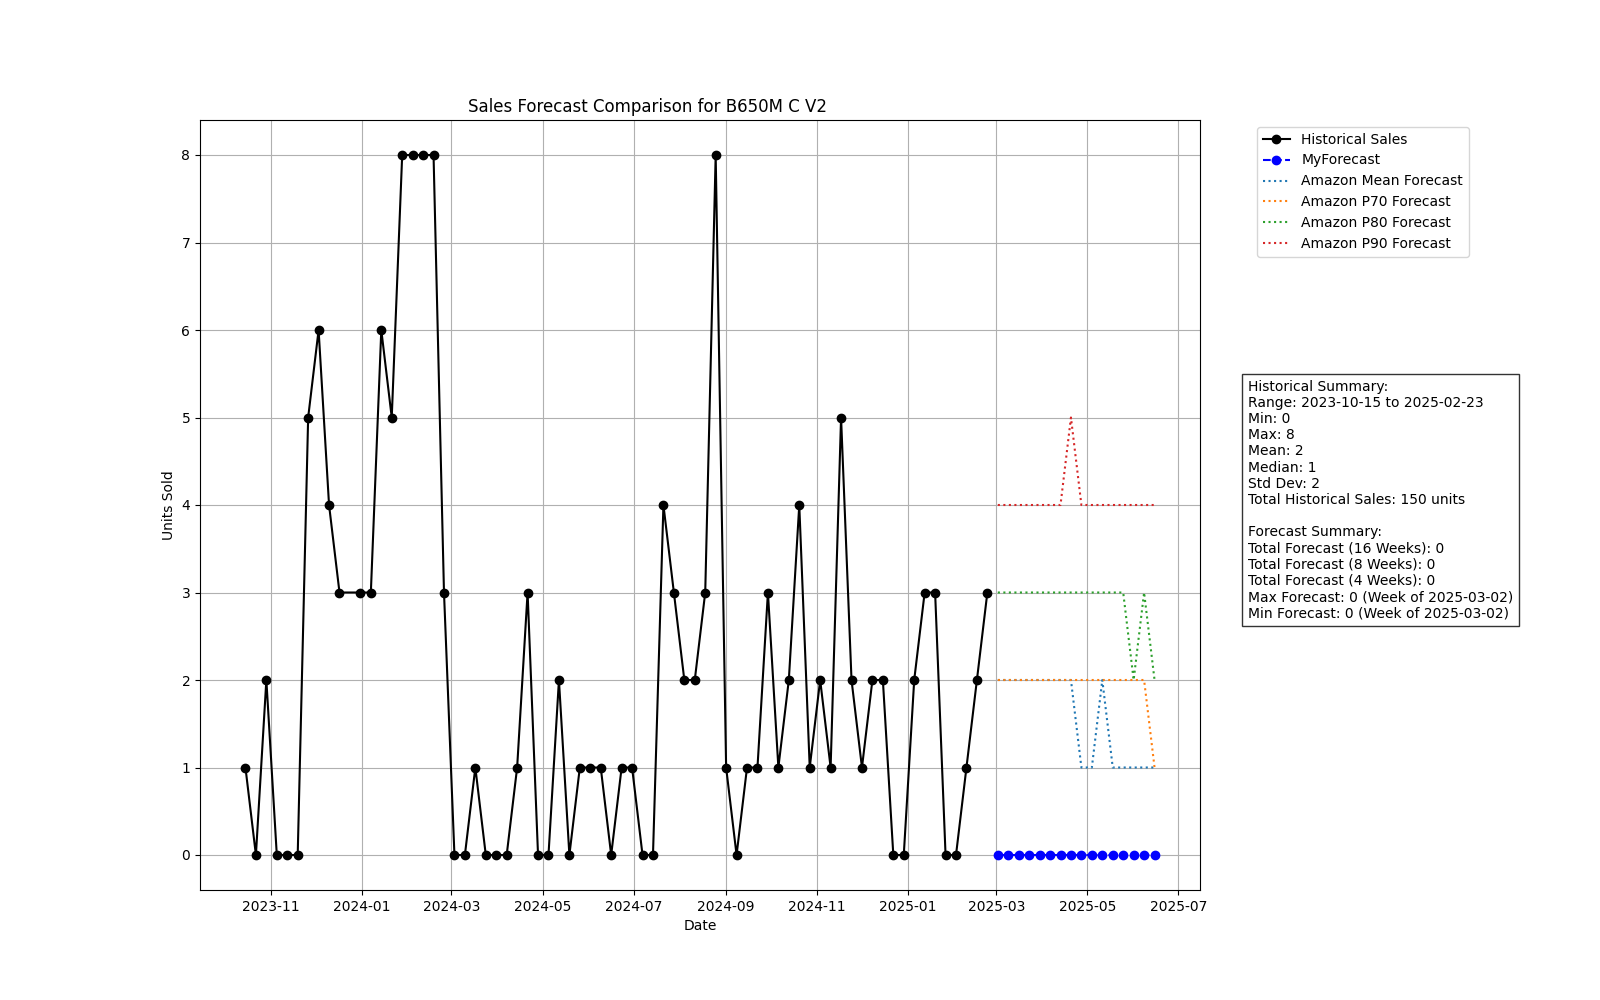 Sales Forecast Comparison for B650M C V2
Historical Sales
MyForecast
Amazon Mean Forecast
Amazon P70 Forecast
Amazon P80 Forecast
Amazon P90 Forecast
8
7
6
5
4
3
2
1
0
Units Sold
2023-11
2024-01
2024-03
2024-05
2024-07
2024-09
2024-11
2025-01
2025-03
2025-05
2025-07
Date
Historical Summary:
Range: 2023-10-15 to 2025-02-23
Min: 0
Max: 8
Mean: 2
Median: 1
Std Dev: 2
Total Historical Sales: 150 units
Forecast Summary:
Total Forecast (16 Weeks): 0
Total Forecast (8 Weeks): 0
Total Forecast (4 Weeks): 0
Max Forecast: 0 (Week of 2025-03-02)
Min Forecast: 0 (Week of 2025-03-02)